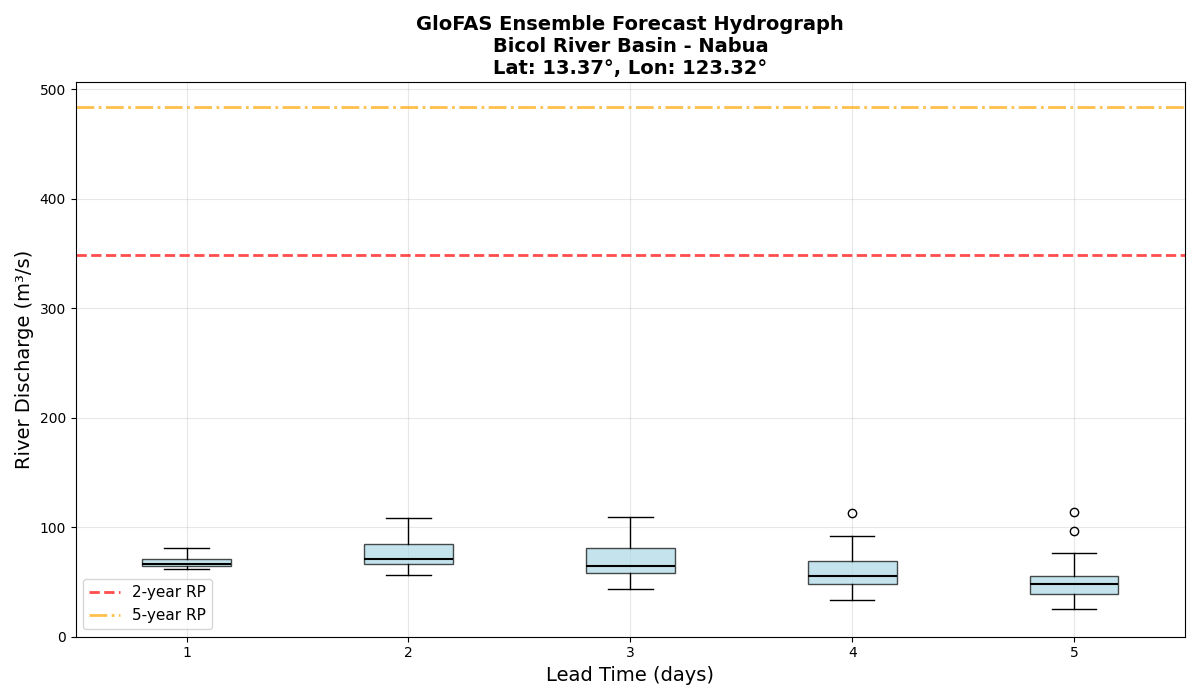 GloFAS Ensemble Forecast Hydrograph
Bicol River Basin - Nabua
Lat: 13.37°, Lon: 123.32°
River Discharge (m³/s)
500
400
300
200
100
0
2-year RP
5-year RP
1 2 3 4 5
Lead Time (days)